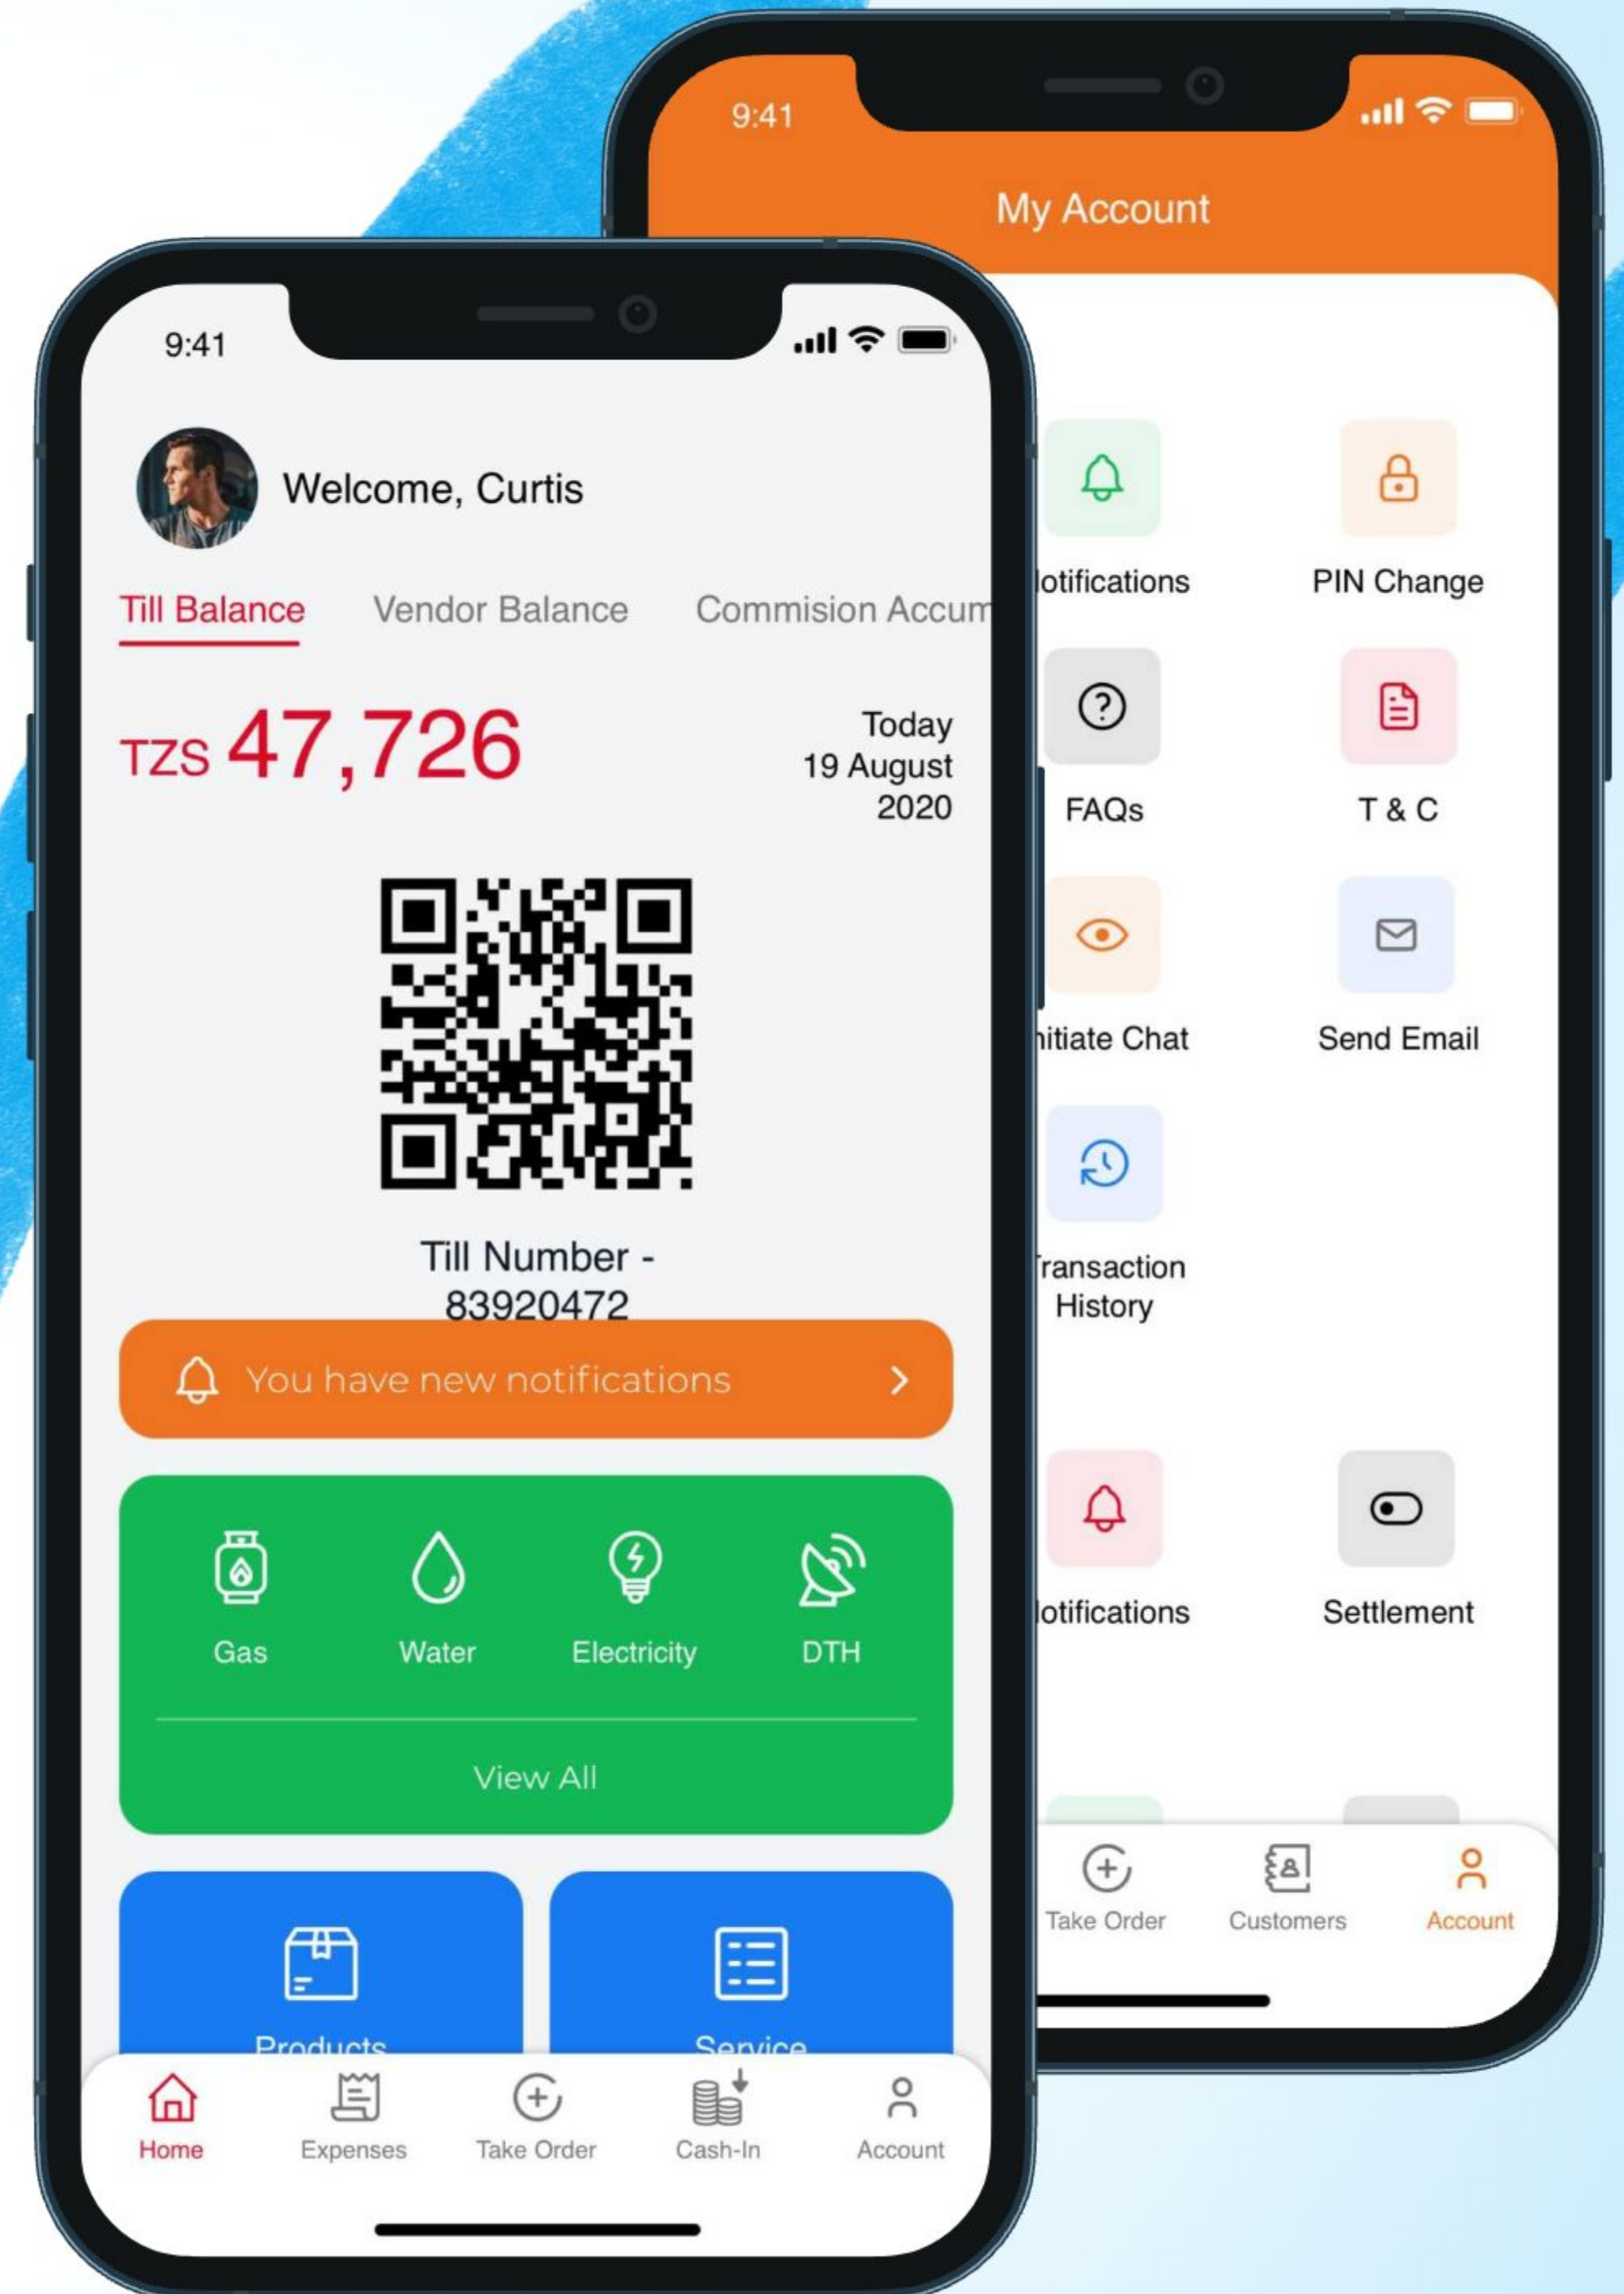 9:41
Welcome, Curtis
Till Balance
Vendor Balance
Commision Accum
TZS 47,726
Today
19 August
2020
Till Number -
83920472
You have new notifications
Gas
Water
Electricity
DTH
View All
Products
Service
Home
Expenses
Take Order
Cash-In
Account
9:41
My Account
otifications
PIN Change
FAQs
T & C
nitiate Chat
Send Email
ransaction
History
otifications
Settlement
Take Order
Customers
Account